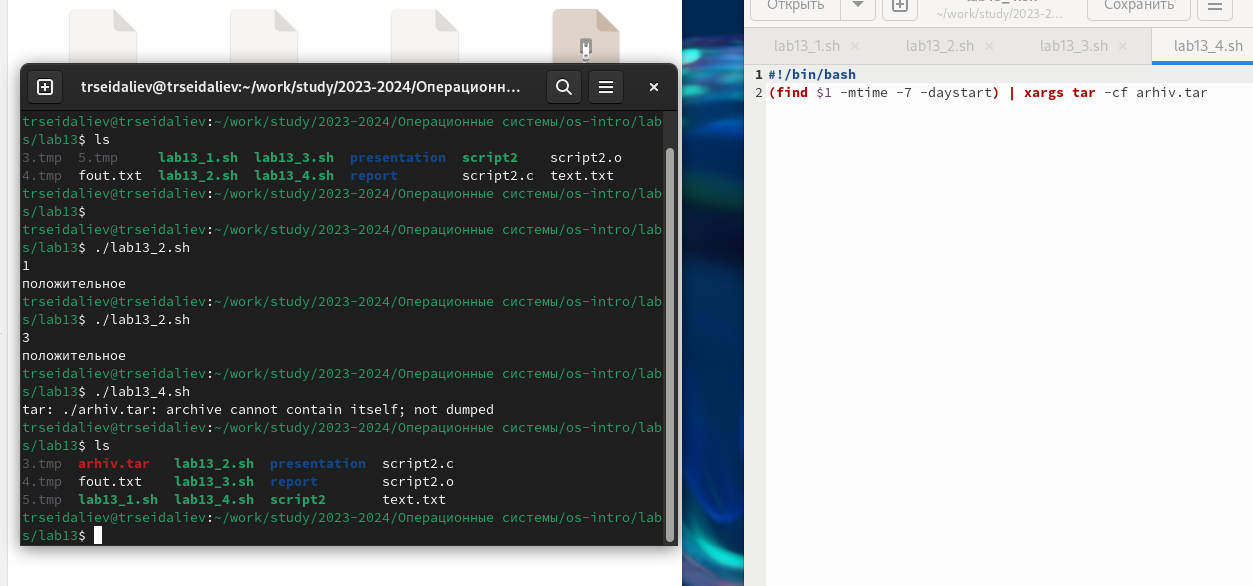 trseidaliev@trseidaliev:~/work/study/2023-2024/Операционн...
trseidaliev@trseidaliev:~/work/study/2023-2024/Операционные системы/os-intro/lab
s/lab13$ ls
3.tmp 5.tmp lab13_1.sh lab13_3.sh presentation script2 script2.o
4.tmp fout.txt lab13_2.sh lab13_4.sh report script2.c text.txt
trseidaliev@trseidaliev:~/work/study/2023-2024/Операционные системы/os-intro/lab
s/lab13$
trseidaliev@trseidaliev:~/work/study/2023-2024/Операционные системы/os-intro/lab
s/lab13$ ./lab13_2.sh
1
положительное
trseidaliev@trseidaliev:~/work/study/2023-2024/Операционные системы/os-intro/lab
s/lab13$ ./lab13_2.sh
3
положительное
trseidaliev@trseidaliev:~/work/study/2023-2024/Операционные системы/os-intro/lab
s/lab13$ ./lab13_4.sh
tar: ./arhiv.tar: archive cannot contain itself; not dumped
trseidaliev@trseidaliev:~/work/study/2023-2024/Операционные системы/os-intro/lab
s/lab13$ ls
3.tmp arhiv.tar lab13_2.sh presentation script2.c
4.tmp fout.txt lab13_3.sh report script2.o
5.tmp lab13_1.sh lab13_4.sh script2 text.txt
trseidaliev@trseidaliev:~/work/study/2023-2024/Операционные системы/os-intro/lab
s/lab13$
Открыть
~/work/study/2023-2...
Сохранить
lab13_1.sh × lab13_2.sh × lab13_3.sh × lab13_4.sh
1 #!/bin/bash
2 (find $1 -mtime -7 -daystart) | xargs tar -cf arhiv.tar